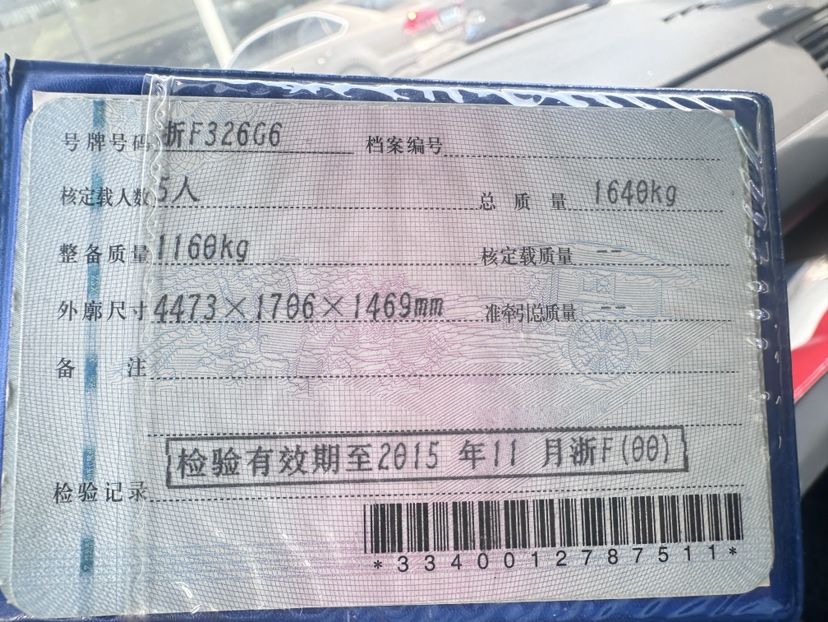 号牌号码 浙F326G6 档案编号
核定载人数 5人 总质量 1640kg
整备质量 1160kg 核定载质量 --
外廓尺寸 4473×1706×1469mm 准牵引总质量 --
备注
检验有效期至2015年11月浙F(00)
检验记录
*3340012787511*